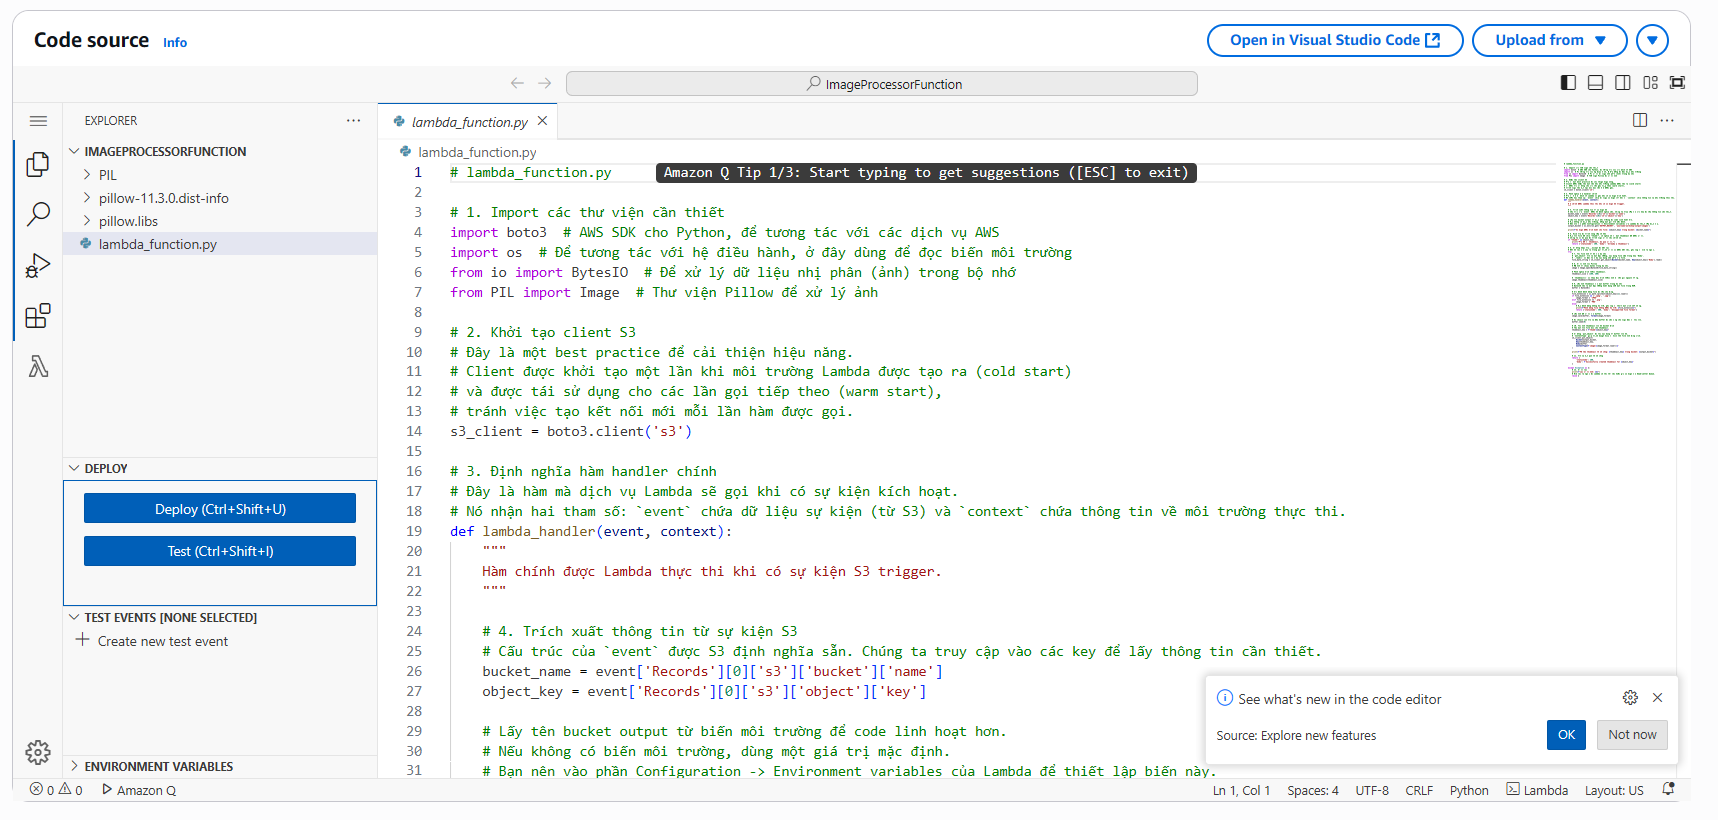 Code source Info
Open in Visual Studio Code
Upload from
ImageProcessorFunction
EXPLORER
IMAGEPROCESSORFUNCTION
PIL
pillow-11.3.0.dist-info
pillow.libs
lambda_function.py
DEPLOY
Deploy (Ctrl+Shift+U)
Test (Ctrl+Shift+I)
TEST EVENTS [NONE SELECTED]
Create new test event
ENVIRONMENT VARIABLES
lambda_function.py
lambda_function.py
1 # lambda_function.py
Amazon Q Tip 1/3: Start typing to get suggestions ([ESC] to exit)
2
3 # 1. Import các thư viện cần thiết
4 import boto3  # AWS SDK cho Python, để tương tác với các dịch vụ AWS
5 import os  # Để tương tác với hệ điều hành, ở đây dùng để đọc biến môi trường
6 from io import BytesIO  # Để xử lý dữ liệu nhị phân (ảnh) trong bộ nhớ
7 from PIL import Image  # Thư viện Pillow để xử lý ảnh
8
9 # 2. Khởi tạo client S3
10 # Đây là một best practice để cải thiện hiệu năng.
11 # Client được khởi tạo một lần khi môi trường Lambda được tạo ra (cold start)
12 # và được tái sử dụng cho các lần gọi tiếp theo (warm start),
13 # tránh việc tạo kết nối mới mỗi lần hàm được gọi.
14 s3_client = boto3.client('s3')
15
16 # 3. Định nghĩa hàm handler chính
17 # Đây là hàm mà dịch vụ Lambda sẽ gọi khi có sự kiện kích hoạt.
18 # Nó nhận hai tham số: `event` chứa dữ liệu sự kiện (từ S3) và `context` chứa thông tin về môi trường thực thi.
19 def lambda_handler(event, context):
20     """
21     Hàm chính được Lambda thực thi khi có sự kiện S3 trigger.
22     """
23
24     # 4. Trích xuất thông tin từ sự kiện S3
25     # Cấu trúc của `event` được S3 định nghĩa sẵn. Chúng ta truy cập vào các key để lấy thông tin cần thiết.
26     bucket_name = event['Records'][0]['s3']['bucket']['name']
27     object_key = event['Records'][0]['s3']['object']['key']
28
29     # Lấy tên bucket output từ biến môi trường để code linh hoạt hơn.
30     # Nếu không có biến môi trường, dùng một giá trị mặc định.
31     # Bạn nên vào phần Configuration -> Environment variables của Lambda để thiết lập biến này.
See what's new in the code editor
Source: Explore new features
OK
Not now
0 0 Amazon Q
Ln 1, Col 1 Spaces: 4 UTF-8 CRLF Python Lambda Layout: US